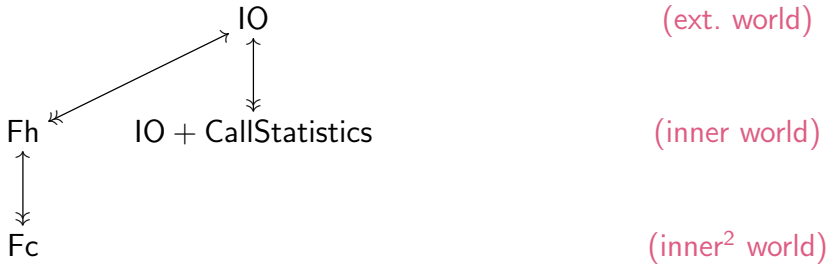 IO (ext. world)
Fh IO + CallStatistics (inner world)
Fc (inner² world)